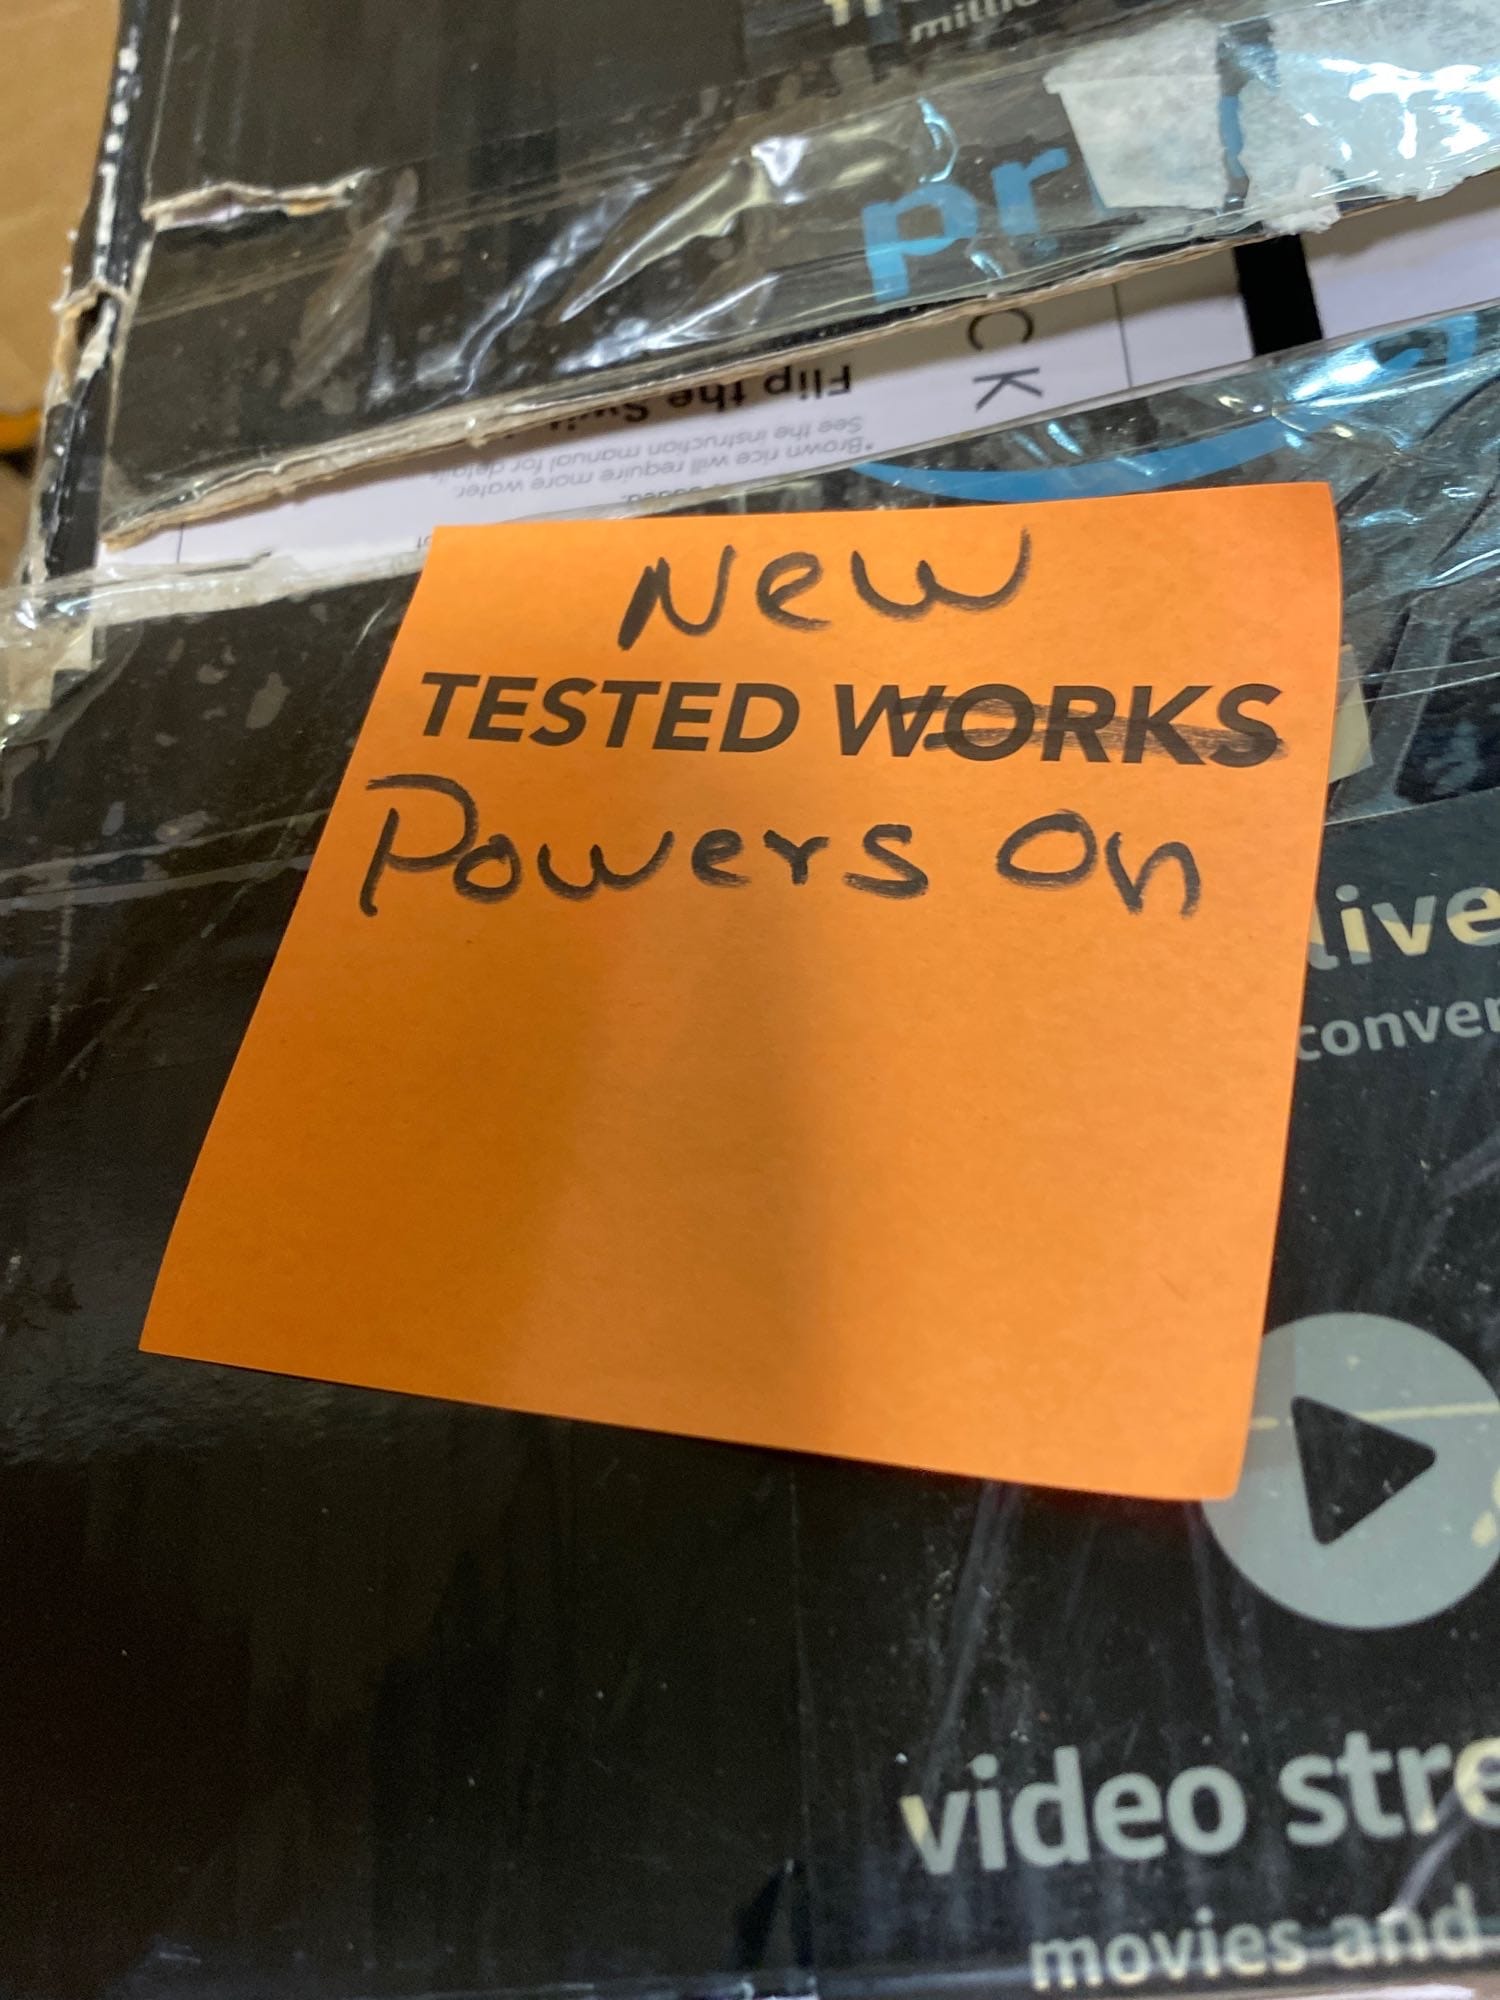 pr
C
K
Flip the
See the instruction manual for details.
*Brown rice will require more water.
New
TESTED WORKS
Powers On
live
conver
video stre
movies and